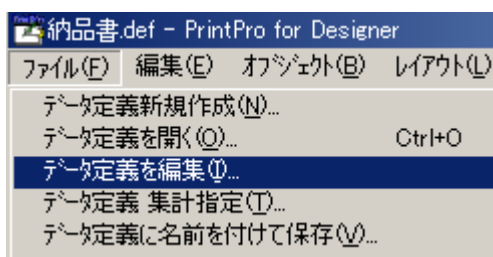 納品書.def - PrintPro for Designer
ﾌｧｲﾙ(F) 編集(E) ｵﾌﾞｼﾞｪｸﾄ(B) ﾚｲｱｳﾄ(L)
ﾃﾞｰﾀ定義新規作成(N)...
ﾃﾞｰﾀ定義を開く(O)... Ctrl+O
ﾃﾞｰﾀ定義を編集(I)...
ﾃﾞｰﾀ定義 集計指定(T)...
ﾃﾞｰﾀ定義に名前を付けて保存(V)...